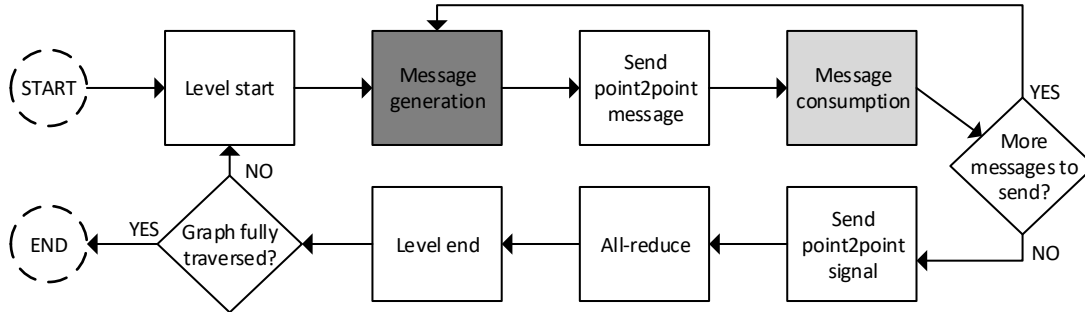 START
Level start
Message
generation
Send
point2point
message
Message
consumption
YES
More
messages to
send?
NO
Send
point2point
signal
All-reduce
Level end
Graph fully
traversed?
NO
YES
END